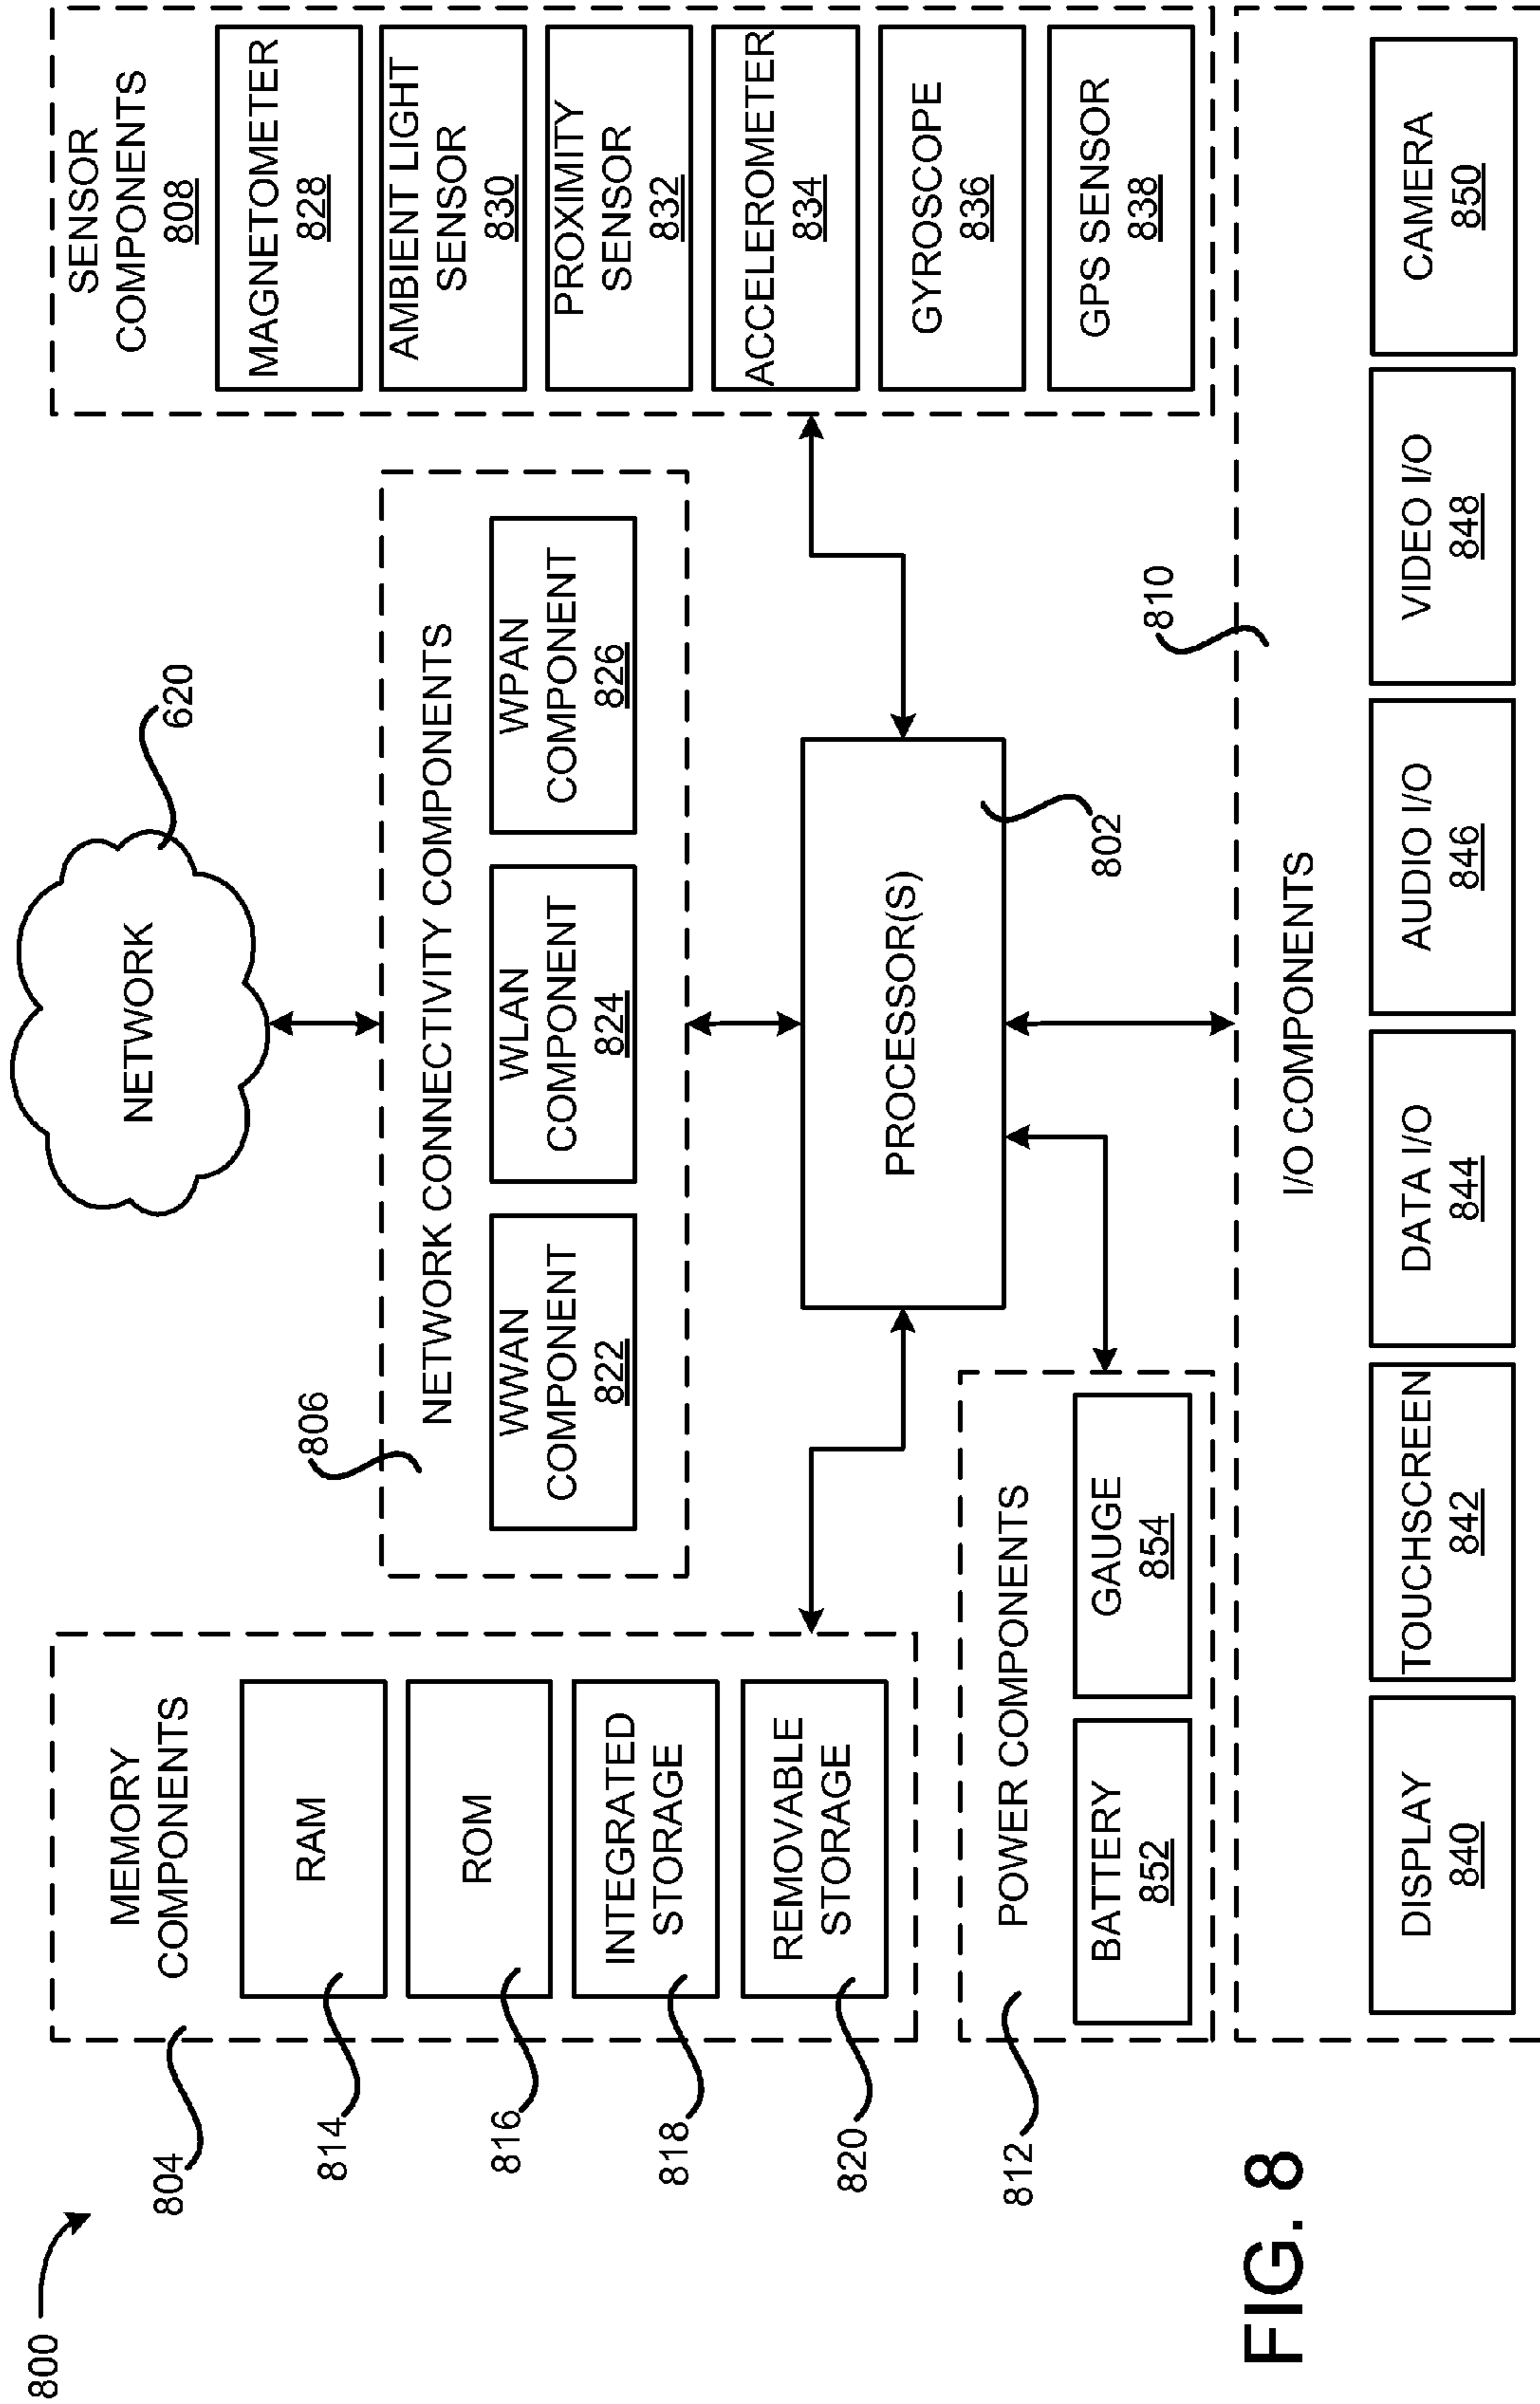 800
NETWORK
620
804
MEMORY
COMPONENTS
RAM
814
ROM
816
INTEGRATED
STORAGE
818
REMOVABLE
STORAGE
820
806
NETWORK CONNECTIVITY COMPONENTS
WWAN
COMPONENT
822
WLAN
COMPONENT
824
WPAN
COMPONENT
826
SENSOR
COMPONENTS
808
MAGNETOMETER
828
AMBIENT LIGHT
SENSOR
830
PROXIMITY
SENSOR
832
ACCELEROMETER
834
GYROSCOPE
836
GPS SENSOR
838
PROCESSOR(S)
802
812
POWER COMPONENTS
BATTERY
852
GAUGE
854
810
I/O COMPONENTS
DISPLAY
840
TOUCHSCREEN
842
DATA I/O
844
AUDIO I/O
846
VIDEO I/O
848
CAMERA
850
FIG. 8